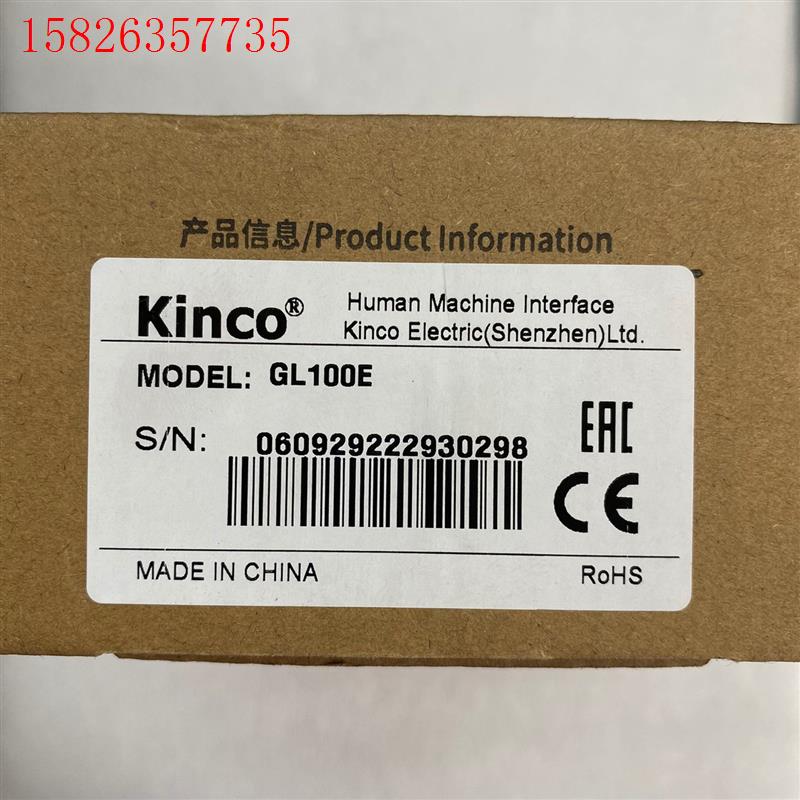 15826357735
产品信息/Product Information
Kinco®
Human Machine Interface
Kinco Electric(Shenzhen)Ltd.
MODEL: GL100E
S/N: 060929222930298
EAC
CE
MADE IN CHINA
RoHS